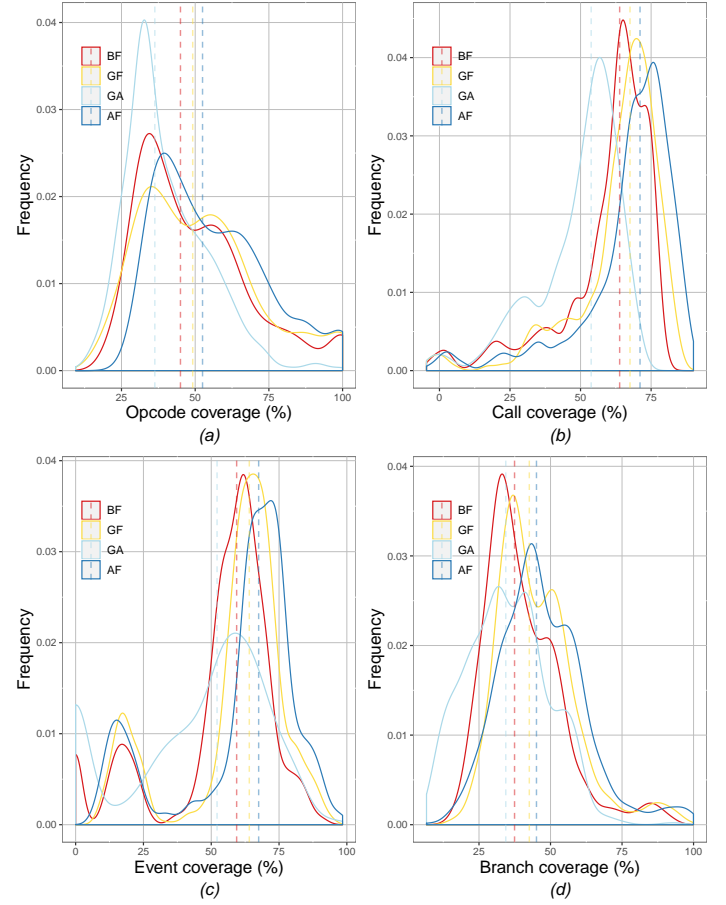 0.04
0.03
0.02
0.01
0.00
Frequency
BF
GF
GA
AF
25
50
75
100
Opcode coverage (%)
(a)
0.04
0.03
0.02
0.01
0.00
Frequency
BF
GF
GA
AF
0
25
50
75
Call coverage (%)
(b)
0.04
0.03
0.02
0.01
0.00
Frequency
BF
GF
GA
AF
0
25
50
75
100
Event coverage (%)
(c)
0.04
0.03
0.02
0.01
0.00
Frequency
BF
GF
GA
AF
25
50
75
100
Branch coverage (%)
(d)